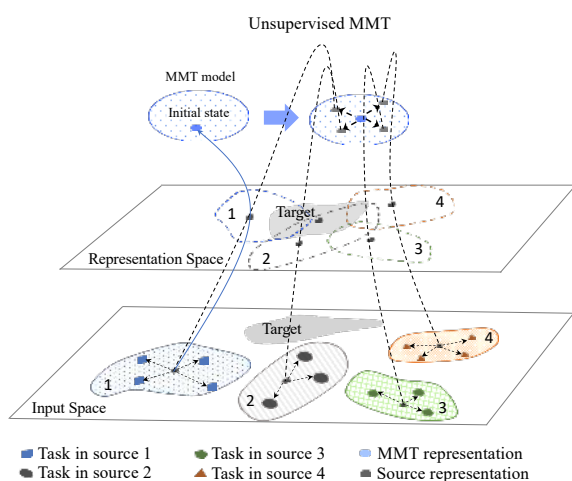 Unsupervised MMT
MMT model
Initial state
1
Target
4
2
3
Representation Space
Target
4
1
2
3
Input Space
Task in source 1
Task in source 3
MMT representation
Task in source 2
Task in source 4
Source representation